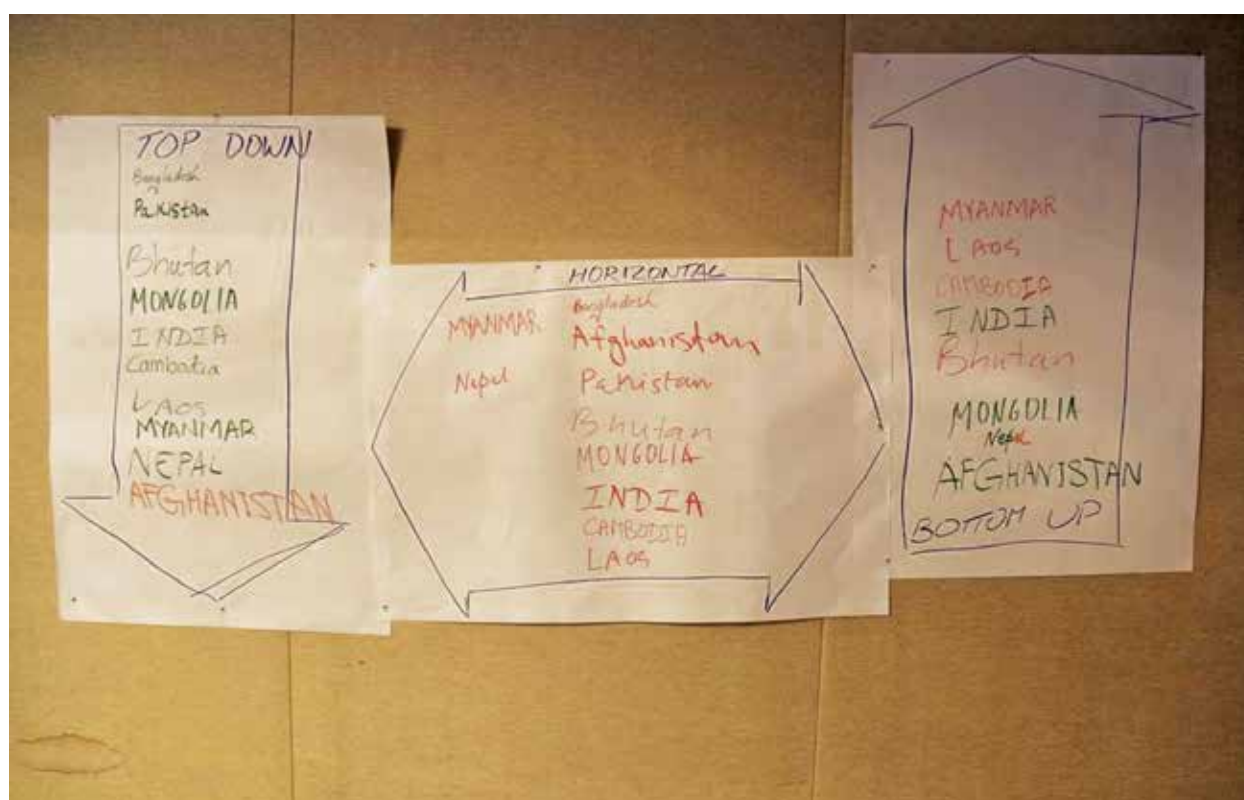 TOP DOWN
Bangladesh
Pakistan
Bhutan
MONGOLIA
INDIA
Cambodia
LAOS
MYANMAR
NEPAL
AFGHANISTAN
HORIZONTAL
Bangladesh
MYANMAR Afghanistan
Nepal Pakistan
Bhutan
MONGOLIA
INDIA
CAMBODIA
LAOS
MYANMAR
LAOS
CAMBODIA
INDIA
Bhutan
MONGOLIA
Nepal
AFGHANISTAN
BOTTOM UP